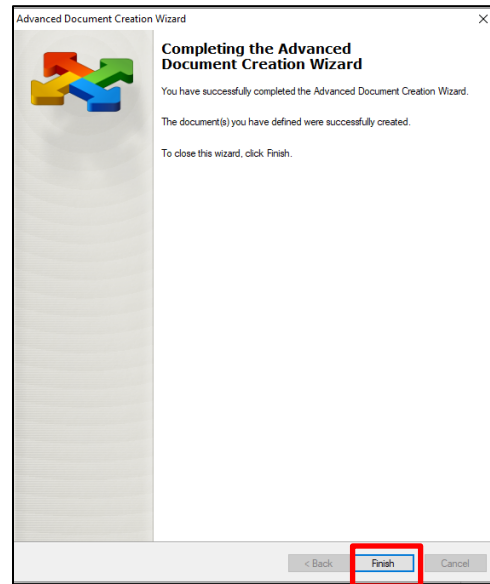 Advanced Document Creation Wizard
Completing the Advanced
Document Creation Wizard
You have successfully completed the Advanced Document Creation Wizard.
The document(s) you have defined were successfully created.
To close this wizard, click Finish.
< Back
Finish
Cancel